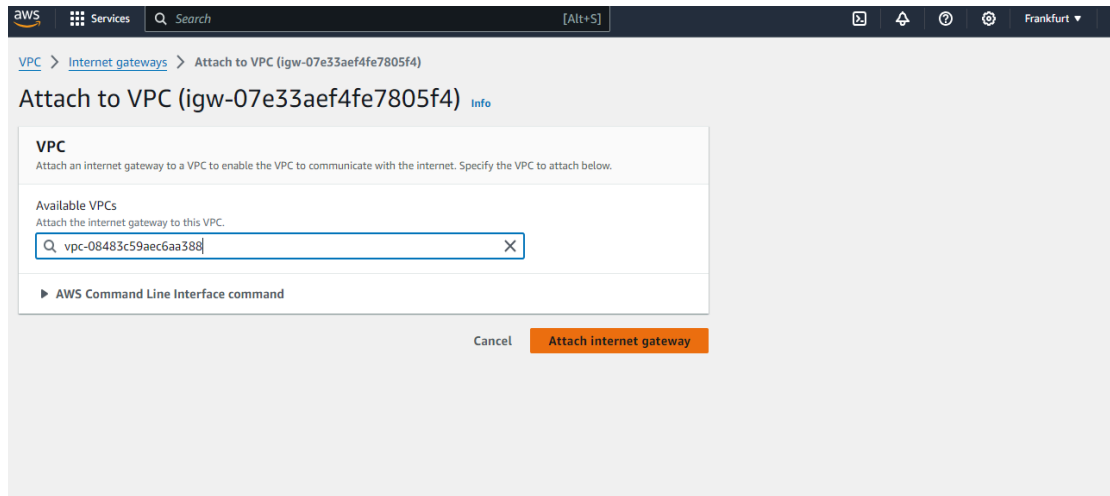 aws Services Search [Alt+S] Frankfurt
VPC > Internet gateways > Attach to VPC (igw-07e33aef4fe7805f4)
Attach to VPC (igw-07e33aef4fe7805f4) Info
VPC
Attach an internet gateway to a VPC to enable the VPC to communicate with the internet. Specify the VPC to attach below.
Available VPCs
Attach the internet gateway to this VPC.
vpc-08483c59aec6aa388
AWS Command Line Interface command
Cancel Attach internet gateway